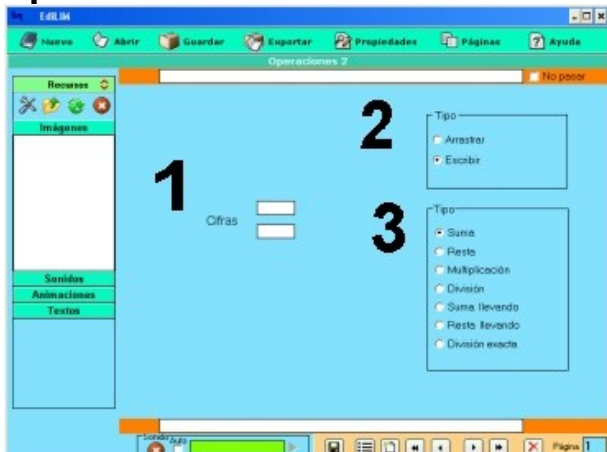 EdiLIM
Nuevo Abrir Guardar Exportar Propiedades Páginas Ayuda
Operaciones 2
No pasar
Recursos
Imágenes
Sonidos
Animaciones
Textos
1
Cifras
2
Tipo
Arrastrar
Escribir
3
Tipo
Suma
Resta
Multiplicación
División
Suma llevando
Resta llevando
División exacta
Sonido Auto
Página 1